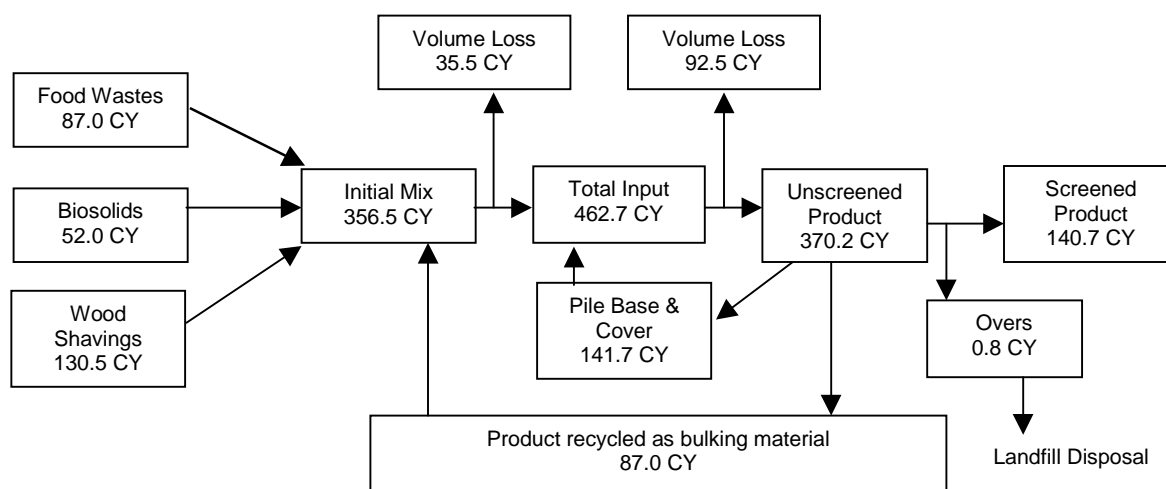 Volume Loss
35.5 CY
Volume Loss
92.5 CY
Food Wastes
87.0 CY
Biosolids
52.0 CY
Wood
Shavings
130.5 CY
Initial Mix
356.5 CY
Total Input
462.7 CY
Unscreened
Product
370.2 CY
Screened
Product
140.7 CY
Pile Base &
Cover
141.7 CY
Overs
0.8 CY
Product recycled as bulking material
87.0 CY
Landfill Disposal